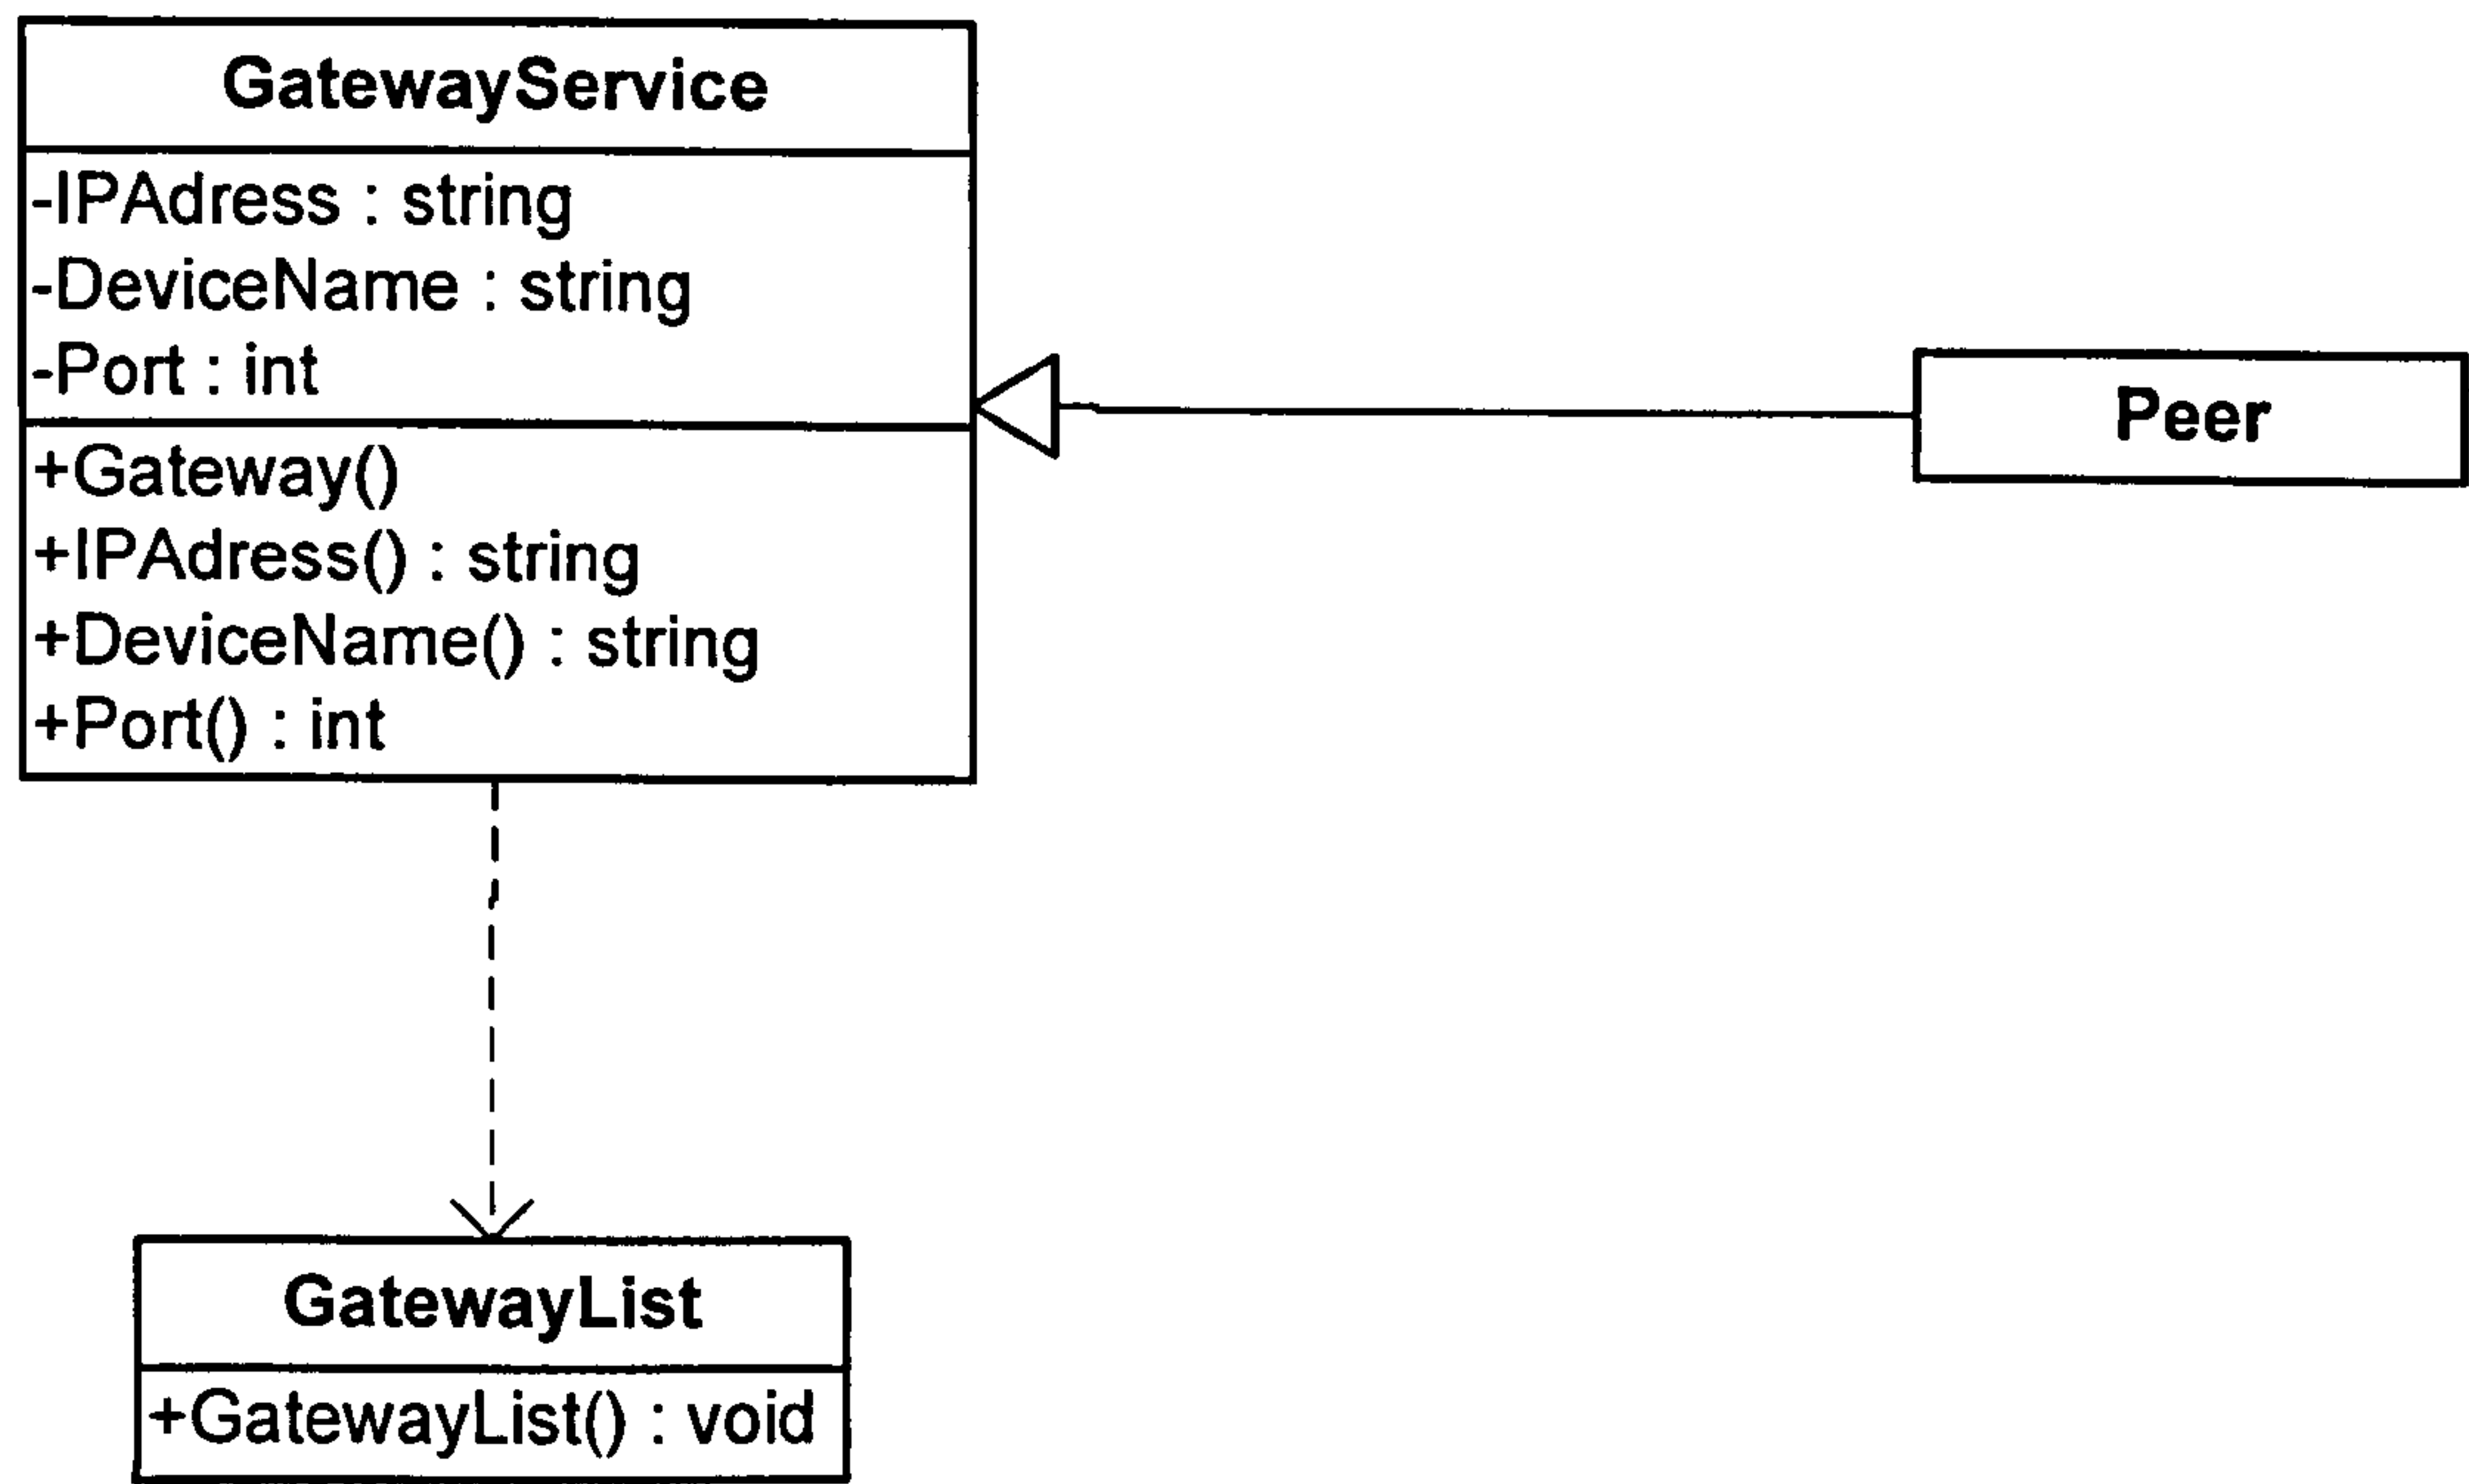 GatewayService
-IPAdress : string
-DeviceName : string
-Port : int
+Gateway()
+IPAdress() : string
+DeviceName() : string
+Port() : int
Peer
GatewayList
+GatewayList() : void